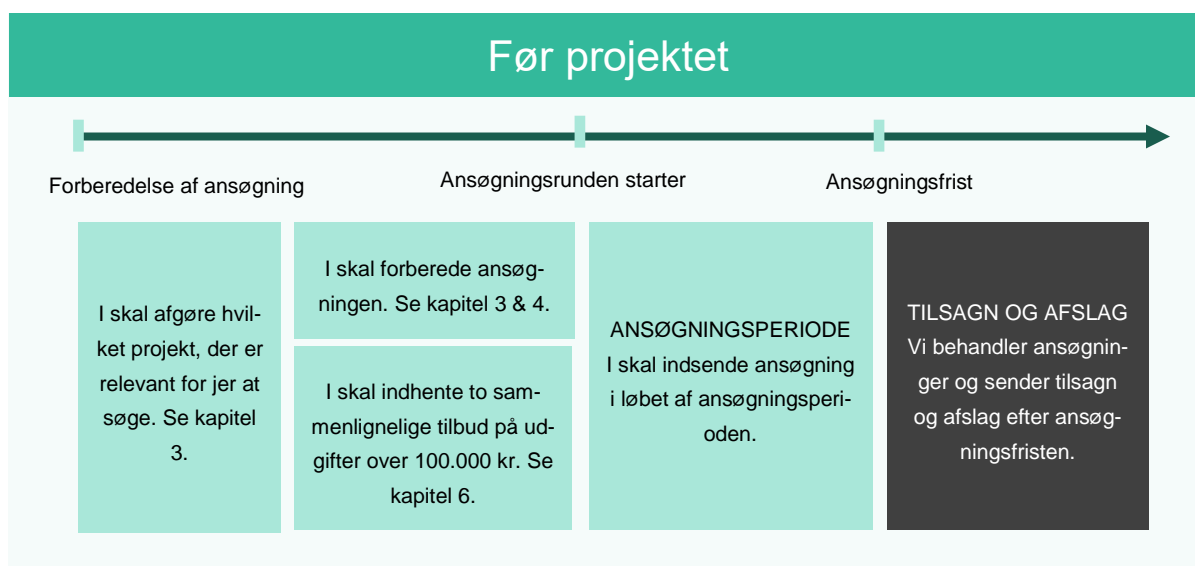 Før projektet
Forberedelse af ansøgning
Ansøgningsrunden starter
Ansøgningsfrist
I skal afgøre hvil-
ket projekt, der er
relevant for jer at
søge. Se kapitel
3.
I skal forberede ansøg-
ningen. Se kapitel 3 & 4.
I skal indhente to sam-
menlignelige tilbud på ud-
gifter over 100.000 kr. Se
kapitel 6.
ANSØGNINGSPERIODE
I skal indsende ansøgning
i løbet af ansøgningsperi-
oden.
TILSAGN OG AFSLAG
Vi behandler ansøgnin-
ger og sender tilsagn
og afslag efter ansøg-
ningsfristen.